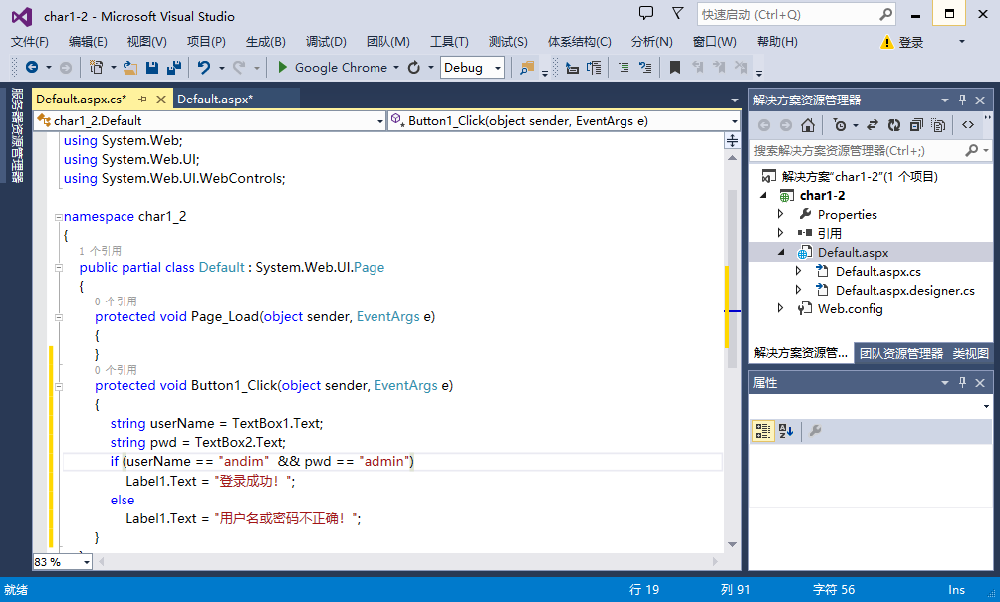 char1-2 - Microsoft Visual Studio
快速启动 (Ctrl+Q)
文件(F) 编辑(E) 视图(V) 项目(P) 生成(B) 调试(D) 团队(M) 工具(T) 测试(S) 体系结构(C) 分析(N) 窗口(W) 帮助(H) 登录
Google Chrome Debug
服务器资源管理器
Default.aspx.cs* Default.aspx*
char1_2.Default Button1_Click(object sender, EventArgs e)
using System.Web;
using System.Web.UI;
using System.Web.UI.WebControls;
namespace char1_2
{
1 个引用
public partial class Default : System.Web.UI.Page
{
0 个引用
protected void Page_Load(object sender, EventArgs e)
{
}
0 个引用
protected void Button1_Click(object sender, EventArgs e)
{
string userName = TextBox1.Text;
string pwd = TextBox2.Text;
if (userName == "andim"  && pwd == "admin")
Label1.Text = "登录成功！";
else
Label1.Text = "用户名或密码不正确！";
}
83 %
解决方案资源管理器
搜索解决方案资源管理器(Ctrl+;)
解决方案"char1-2"(1 个项目)
char1-2
Properties
引用
Default.aspx
Default.aspx.cs
Default.aspx.designer.cs
Web.config
解决方案资源管... 团队资源管理器 类视图
属性
就绪 行 19 列 91 字符 56 Ins